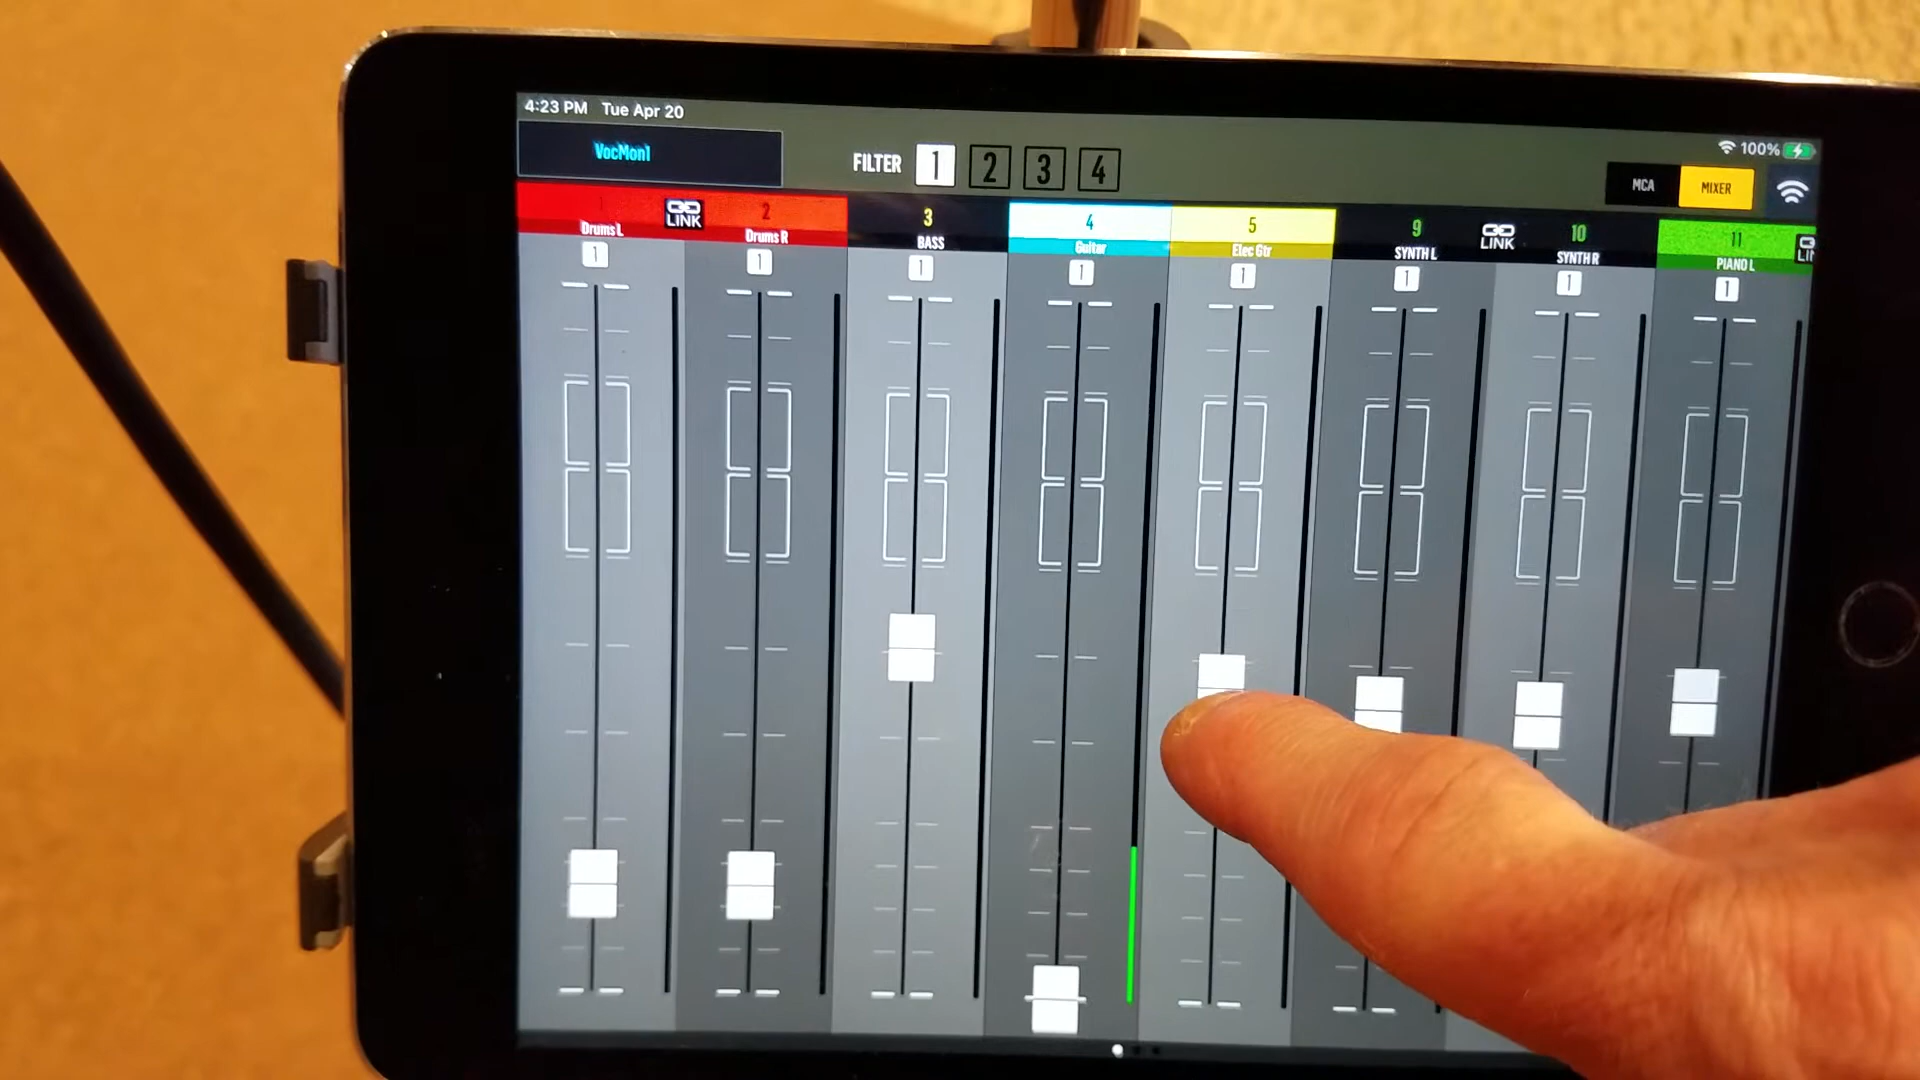 4:23 PM Tue Apr 20
100%
VocMon1
FILTER 1 2 3 4
MCA MIXER
1 LINK 2 3 4 5 9 LINK 10 11
Drums L Drums R BASS Guitar Elec Gtr SYNTH L SYNTH R PIANO L
1 1 1 1 1 1 1 1